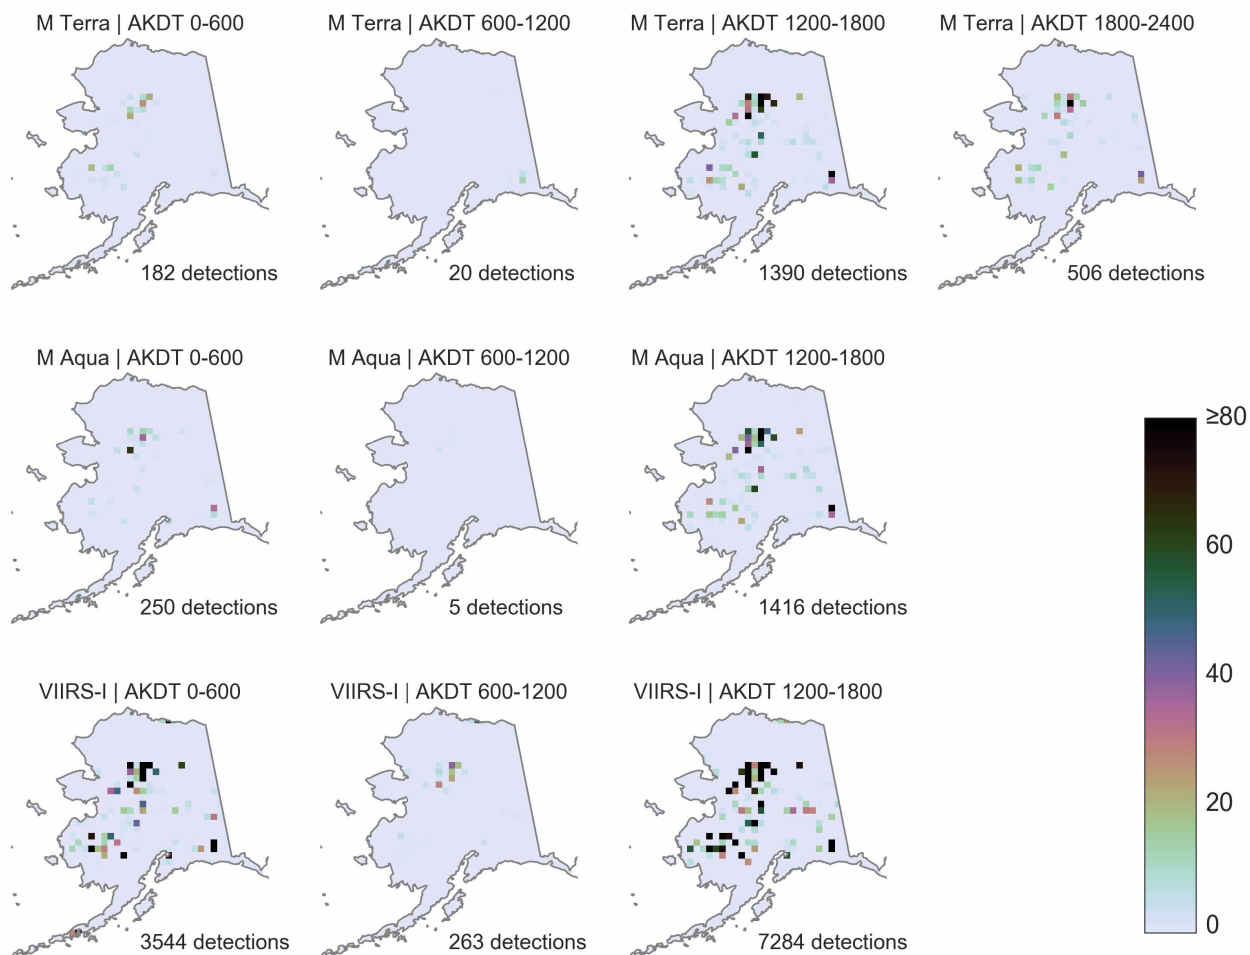 M Terra | AKDT 0-600
M Terra | AKDT 600-1200
M Terra | AKDT 1200-1800
M Terra | AKDT 1800-2400
182 detections
20 detections
1390 detections
506 detections
M Aqua | AKDT 0-600
M Aqua | AKDT 600-1200
M Aqua | AKDT 1200-1800
250 detections
5 detections
1416 detections
≥80
60
40
20
0
VIIRS-I | AKDT 0-600
VIIRS-I | AKDT 600-1200
VIIRS-I | AKDT 1200-1800
3544 detections
263 detections
7284 detections